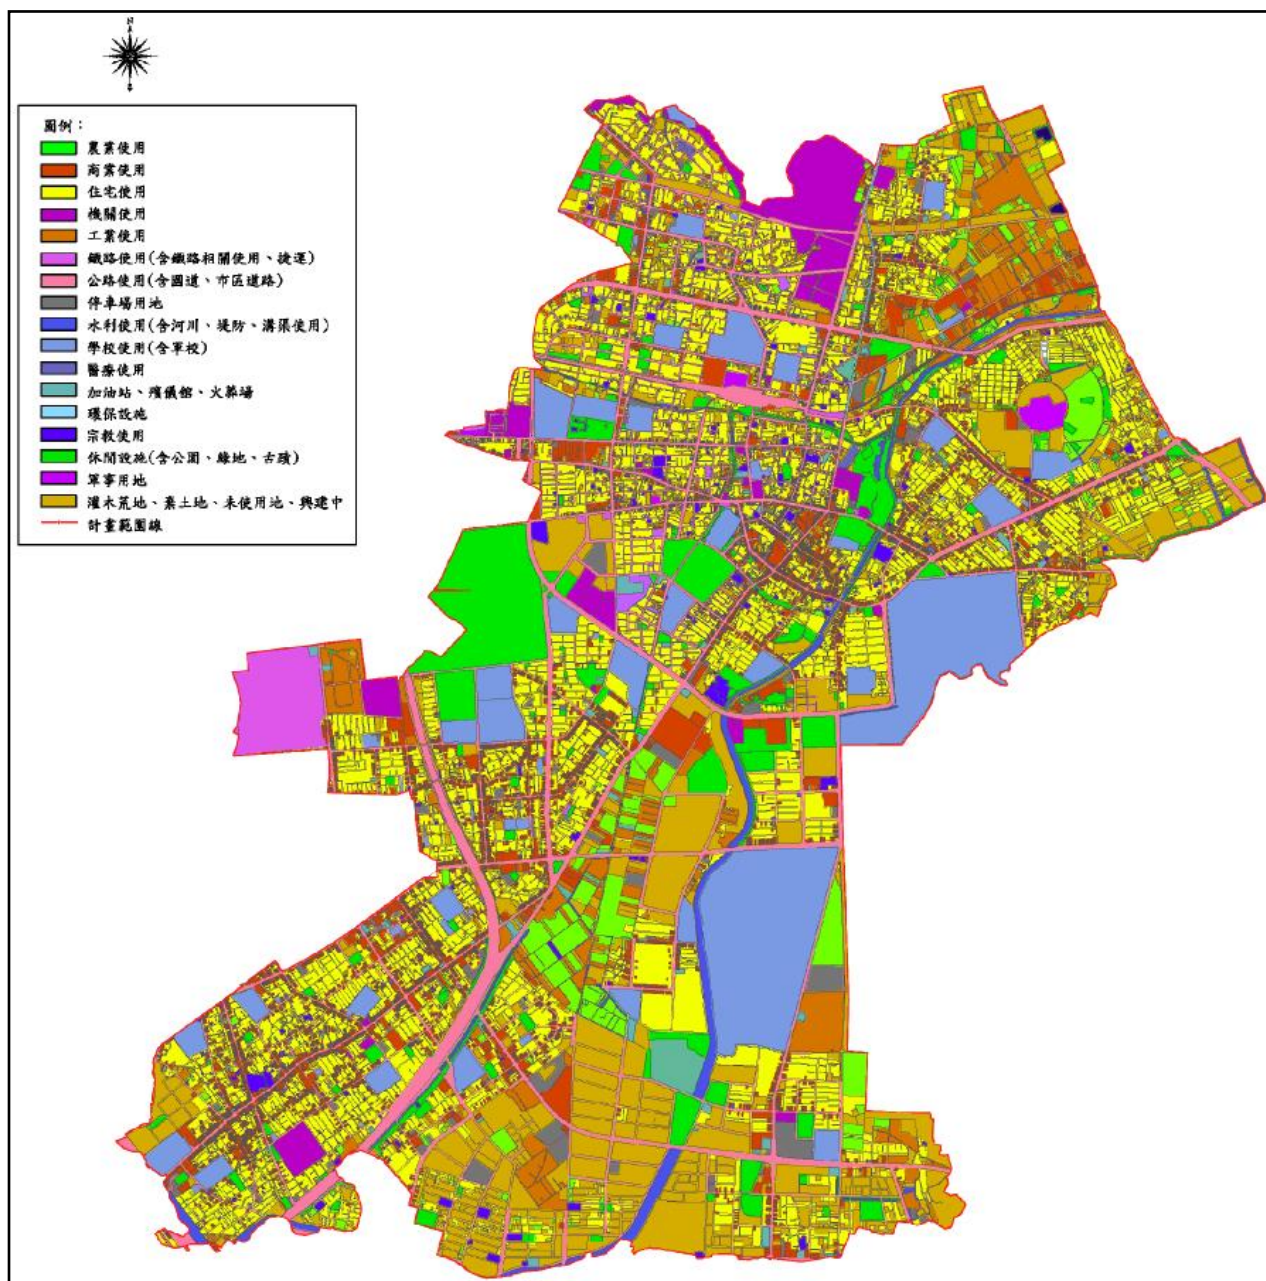 N
圖例：
農業使用
商業使用
住宅使用
機關使用
工業使用
鐵路使用(含鐵路相關使用、捷運)
公路使用(含國道、市區道路)
停車場用地
水利使用(含河川、堤防、溝渠使用)
學校使用(含軍校)
醫療使用
加油站、殯儀館、火葬場
環保設施
宗教使用
休閒設施(含公園、綠地、古蹟)
軍事用地
灌木荒地、棄土地、未使用地、興建中
計畫範圍線